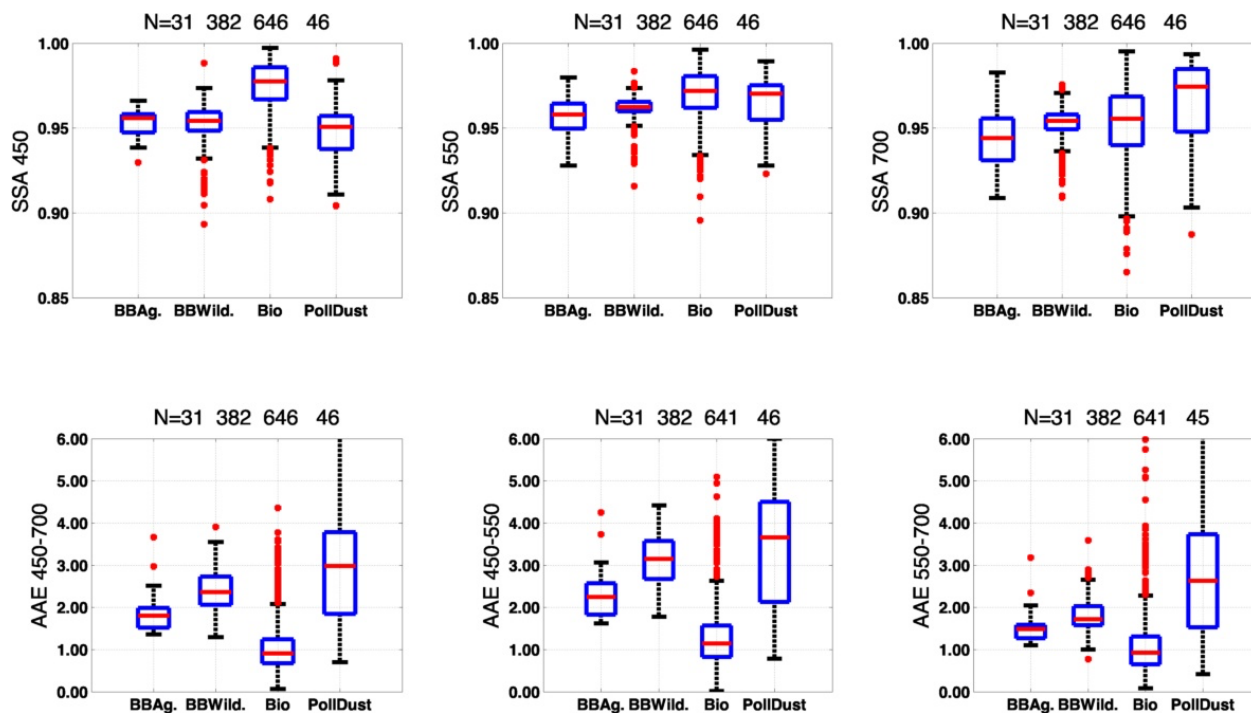 N=31 382 646 46
1.00
0.95
0.90
0.85
SSA 450
BBAg. BBWild. Bio PollDust
N=31 382 646 46
1.00
0.95
0.90
0.85
SSA 550
BBAg. BBWild. Bio PollDust
N=31 382 646 46
1.00
0.95
0.90
0.85
SSA 700
BBAg. BBWild. Bio PollDust
N=31 382 646 46
6.00
5.00
4.00
3.00
2.00
1.00
0.00
AAE 450-700
BBAg. BBWild. Bio PollDust
N=31 382 641 46
6.00
5.00
4.00
3.00
2.00
1.00
0.00
AAE 450-550
BBAg. BBWild. Bio PollDust
N=31 382 641 45
6.00
5.00
4.00
3.00
2.00
1.00
0.00
AAE 550-700
BBAg. BBWild. Bio PollDust